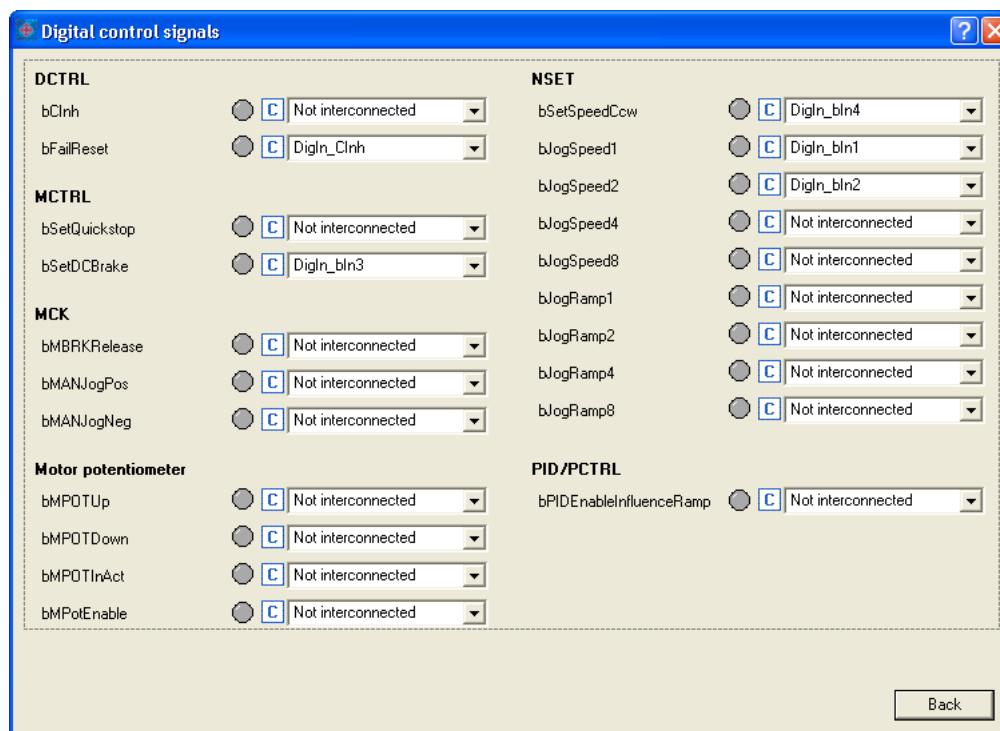 Digital control signals
DCTRL
bCInh C Not interconnected
bFailReset C DigIn_CInh
MCTRL
bSetQuickstop C Not interconnected
bSetDCBrake C DigIn_bIn3
MCK
bMBRKRelease C Not interconnected
bMANJogPos C Not interconnected
bMANJogNeg C Not interconnected
Motor potentiometer
bMPOTUp C Not interconnected
bMPOTDown C Not interconnected
bMPOTInAct C Not interconnected
bMPotEnable C Not interconnected
NSET
bSetSpeedCcw C DigIn_bIn4
bJogSpeed1 C DigIn_bIn1
bJogSpeed2 C DigIn_bIn2
bJogSpeed4 C Not interconnected
bJogSpeed8 C Not interconnected
bJogRamp1 C Not interconnected
bJogRamp2 C Not interconnected
bJogRamp4 C Not interconnected
bJogRamp8 C Not interconnected
PID/PCTRL
bPIDEnableInfluenceRamp C Not interconnected
Back